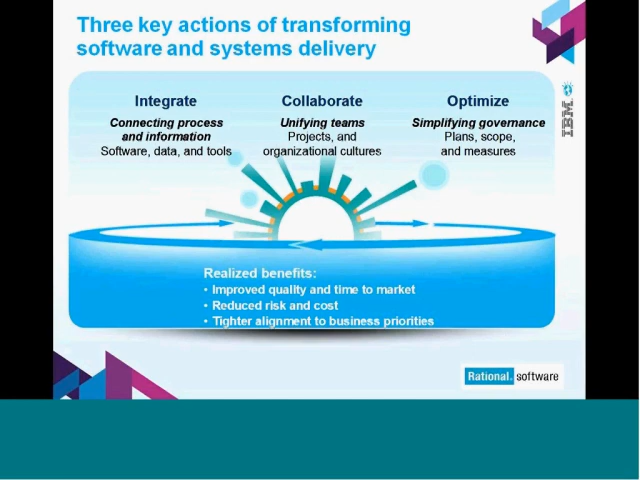 Three key actions of transforming
software and systems delivery
Integrate
Connecting process
and information
Software, data, and tools
Collaborate
Unifying teams
Projects, and
organizational cultures
Optimize
Simplifying governance
Plans, scope,
and measures
IBM
Realized benefits:
• Improved quality and time to market
• Reduced risk and cost
• Tighter alignment to business priorities
Rational. software